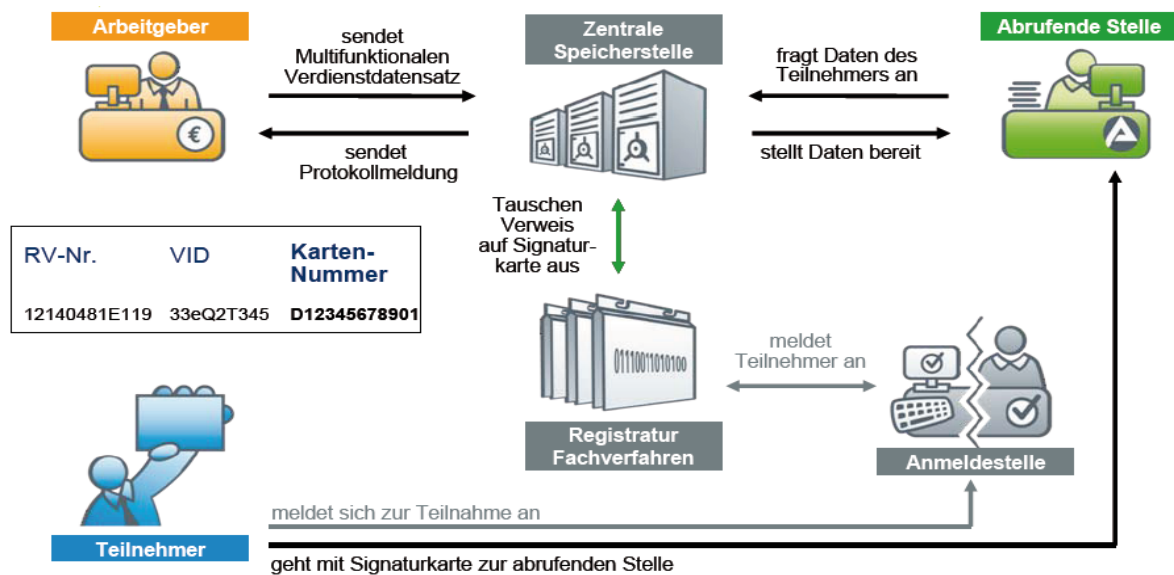 Arbeitgeber
sendet
Multifunktionalen
Verdienstdatensatz
sendet
Protokollmeldung
€
Zentrale
Speicherstelle
fragt Daten des
Teilnehmers an
stellt Daten bereit
Abrufende Stelle
Tauschen
Verweis
auf Signatur-
karte aus
RV-Nr. VID Karten-
Nummer
12140481E119 33eQ2T345 D12345678901
01110011010100
Registratur
Fachverfahren
meldet
Teilnehmer an
Anmeldestelle
meldet sich zur Teilnahme an
Teilnehmer
geht mit Signaturkarte zur abrufenden Stelle